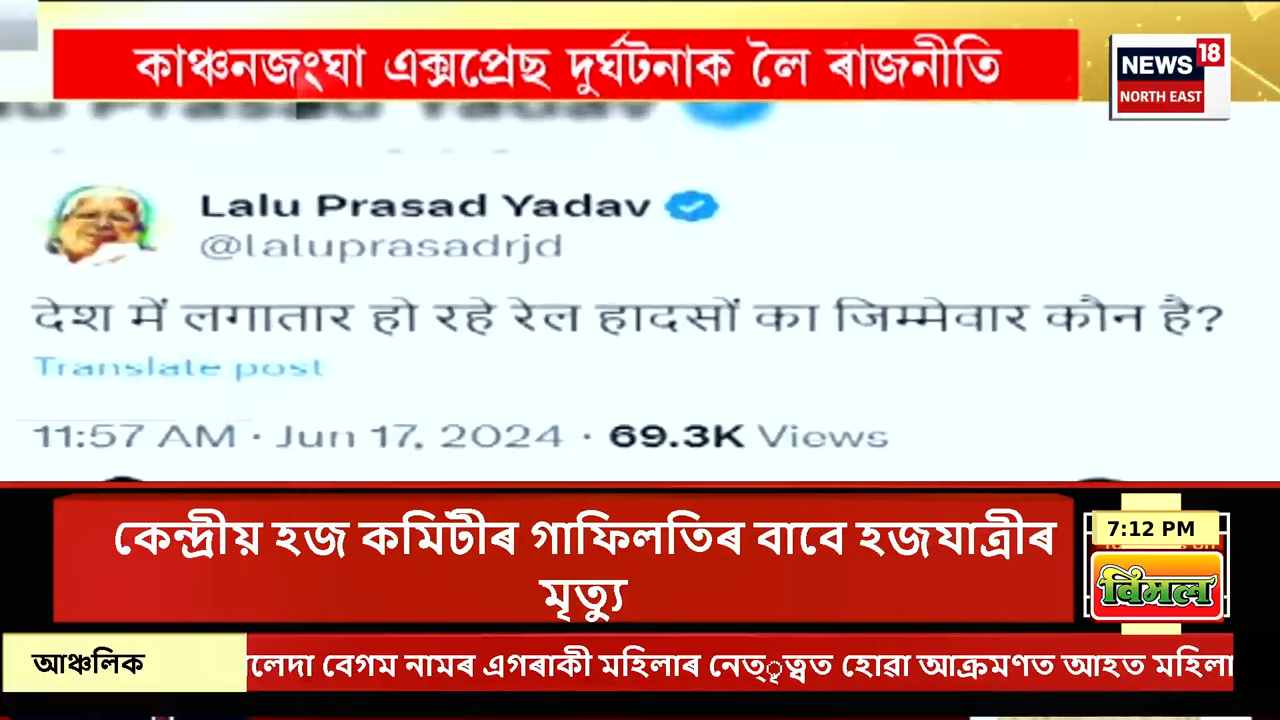 কাঞ্চনজংঘা এক্সপ্ৰেছ দুৰ্ঘটনাক লৈ ৰাজনীতি
NEWS 18
NORTH EAST
Lalu Prasad Yadav
@laluprasadrjd
देश में लगातार हो रहे रेल हादसों का जिम्मेवार कौन है?
Translate post
11:57 AM · Jun 17, 2024 · 69.3K Views
কেন্দ্ৰীয় হজ কমিটীৰ গাফিলতিৰ বাবে হজযাত্ৰীৰ
মৃত্যু
7:12 PM
विमल
আঞ্চলিক
বেগম নামৰ এগৰাকী মহিলাৰ নেতৃত্বত হোৱা আক্ৰমণত আহত মহিলা